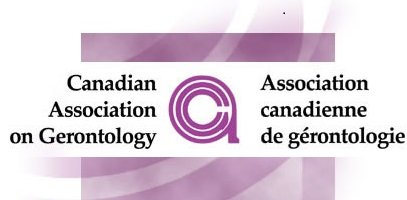 Canadian
Association
on Gerontology
Association
canadienne
de gérontologie